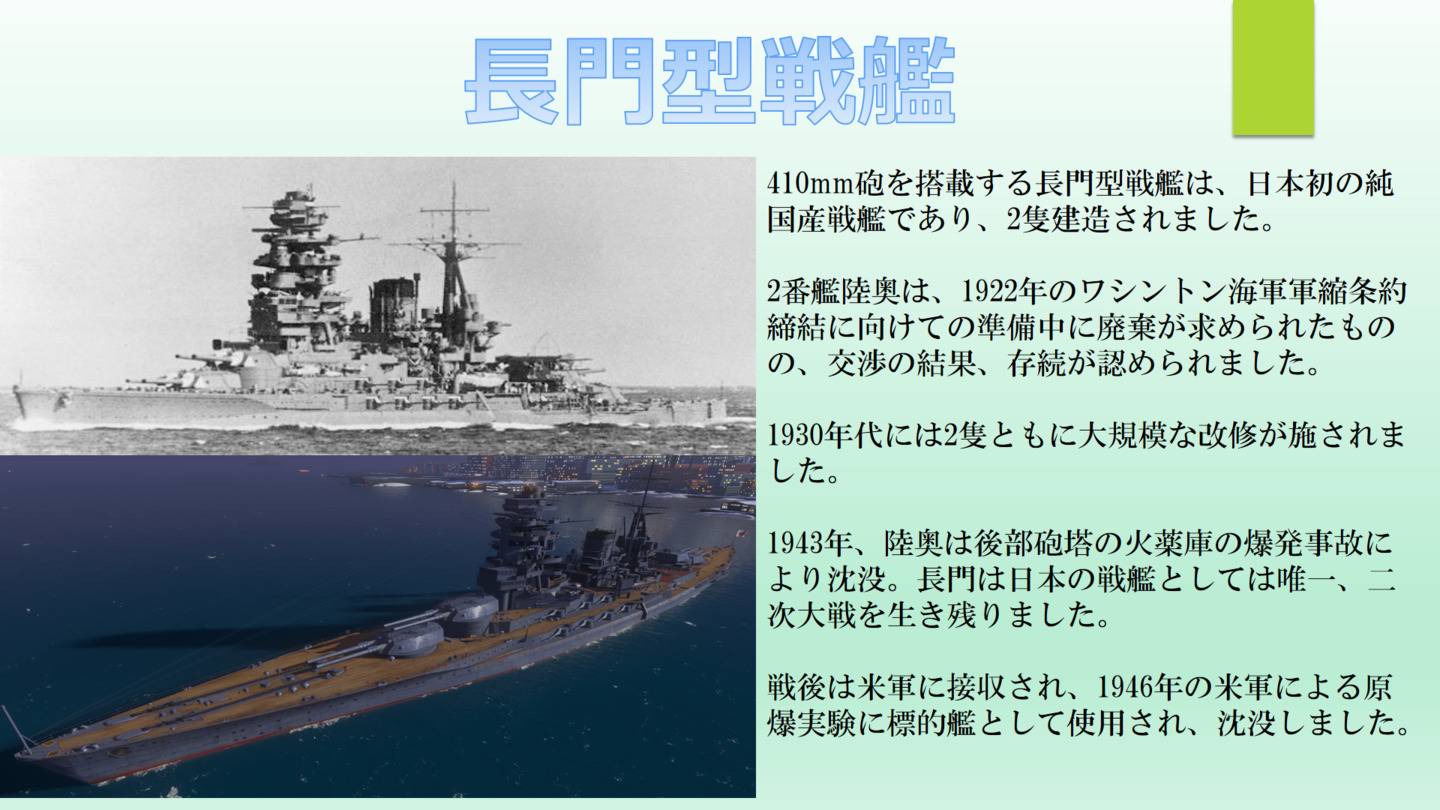 長門型戦艦
410mm砲を搭載する長門型戦艦は、日本初の純
国産戦艦であり、2隻建造されました。
2番艦陸奥は、1922年のワシントン海軍軍縮条約
締結に向けての準備中に廃棄が求められたもの
の、交渉の結果、存続が認められました。
1930年代には2隻ともに大規模な改修が施されま
した。
1943年、陸奥は後部砲塔の火薬庫の爆発事故に
より沈没。長門は日本の戦艦としては唯一、二
次大戦を生き残りました。
戦後は米軍に接収され、1946年の米軍による原
爆実験に標的艦として使用され、沈没しました。